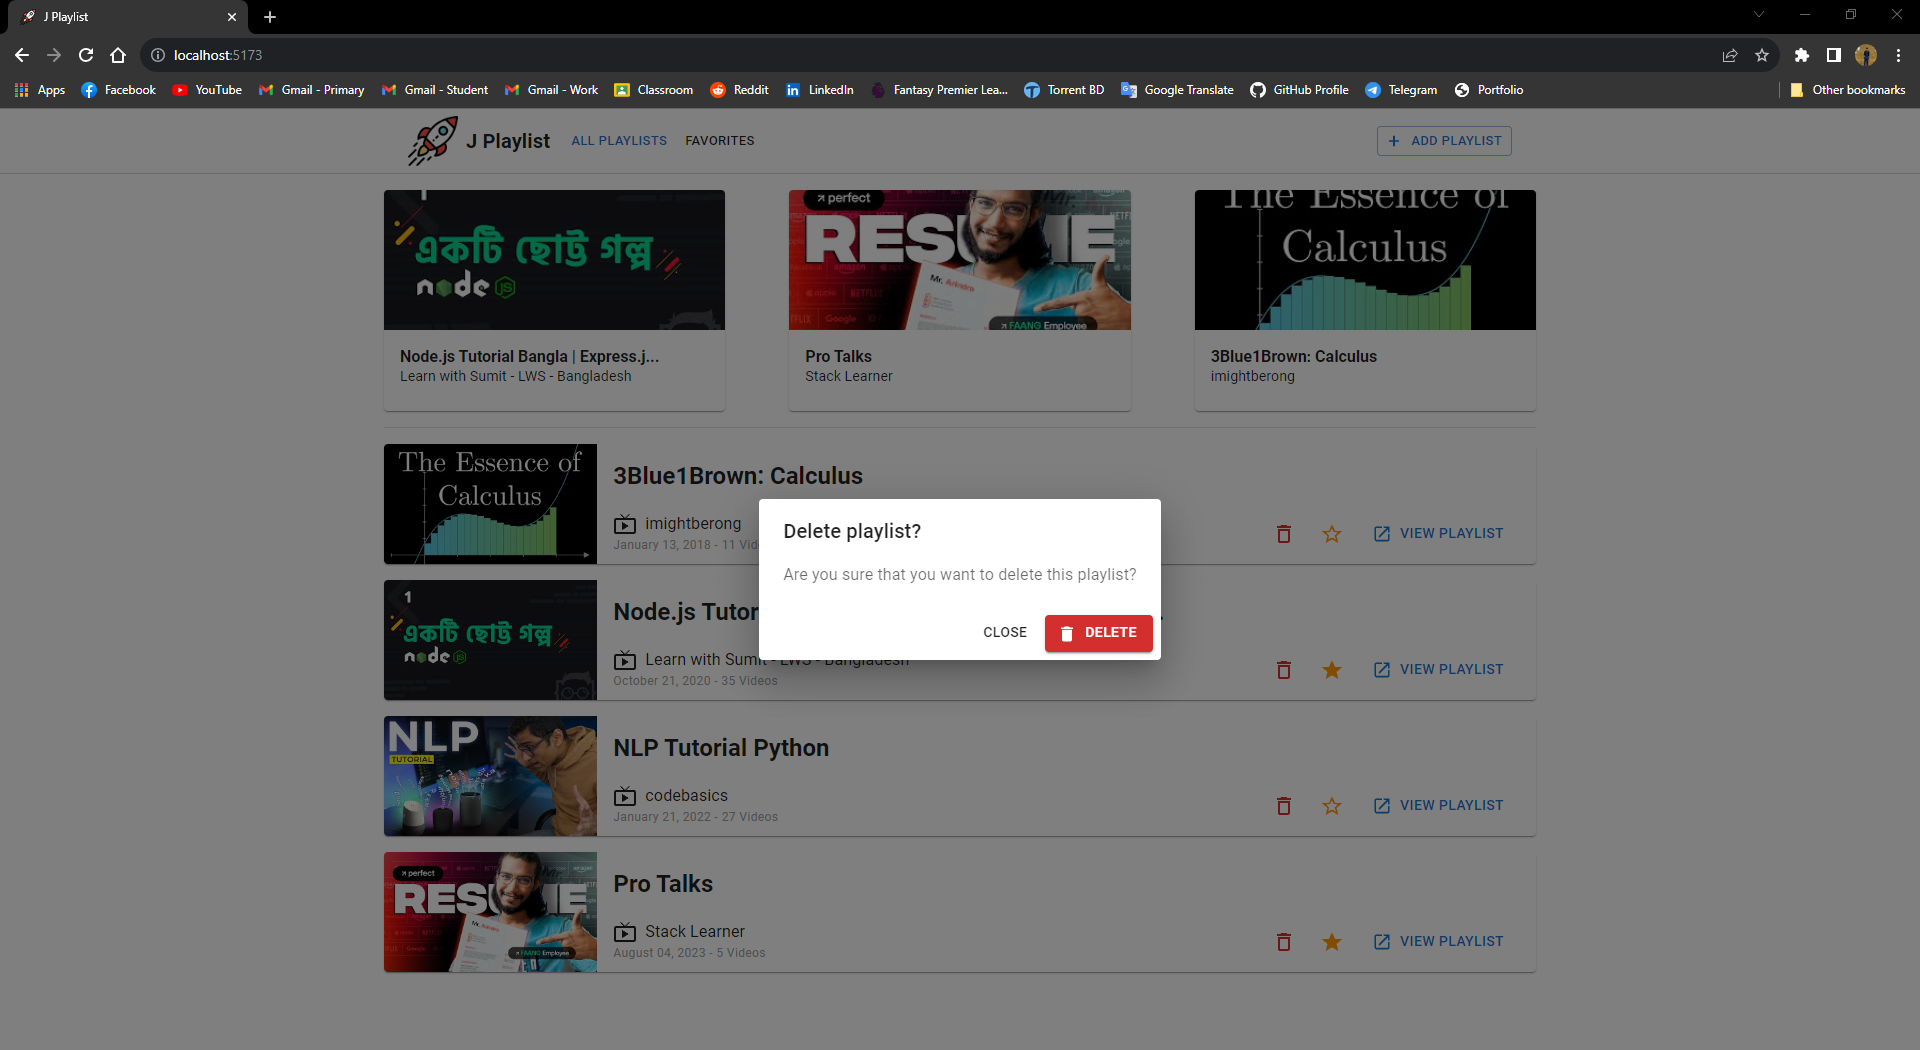 J Playlist
localhost:5173
Apps
Facebook
YouTube
Gmail - Primary
Gmail - Student
Gmail - Work
Classroom
Reddit
LinkedIn
Fantasy Premier Lea...
Torrent BD
Google Translate
GitHub Profile
Telegram
Portfolio
Other bookmarks
J Playlist
ALL PLAYLISTS
FAVORITES
ADD PLAYLIST
একটি ছোট্ট গল্প
node
JS
Node.js Tutorial Bangla | Express.j...
Learn with Sumit - LWS - Bangladesh
perfect
RESUME
Mr.
FAANG Employee
Pro Talks
Stack Learner
The Essence of
Calculus
3Blue1Brown: Calculus
imightberong
The Essence of
Calculus
3Blue1Brown: Calculus
imightberong
January 13, 2018 - 11 Vid
VIEW PLAYLIST
Delete playlist?
Are you sure that you want to delete this playlist?
CLOSE
DELETE
1
একটি ছোট্ট গল্প
node
JS
Node.js Tutor
Learn with Sumit - LWS - Bangladesh
October 21, 2020 - 35 Videos
VIEW PLAYLIST
NLP
TUTORIAL
NLP Tutorial Python
codebasics
January 21, 2022 - 27 Videos
VIEW PLAYLIST
perfect
RESUME
FAANG Employee
Pro Talks
Stack Learner
August 04, 2023 - 5 Videos
VIEW PLAYLIST